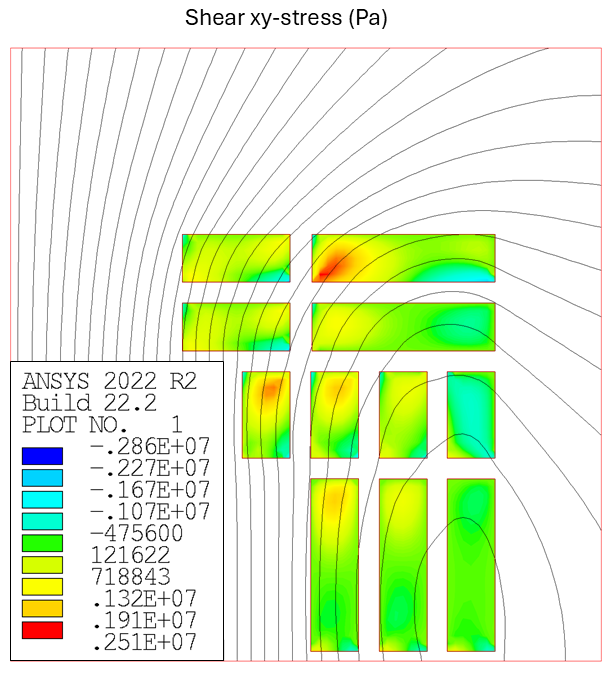 Shear xy-stress (Pa)
ANSYS 2022 R2
Build 22.2
PLOT NO. 1
-.286E+07
-.227E+07
-.167E+07
-.107E+07
-475600
121622
718843
.132E+07
.191E+07
.251E+07